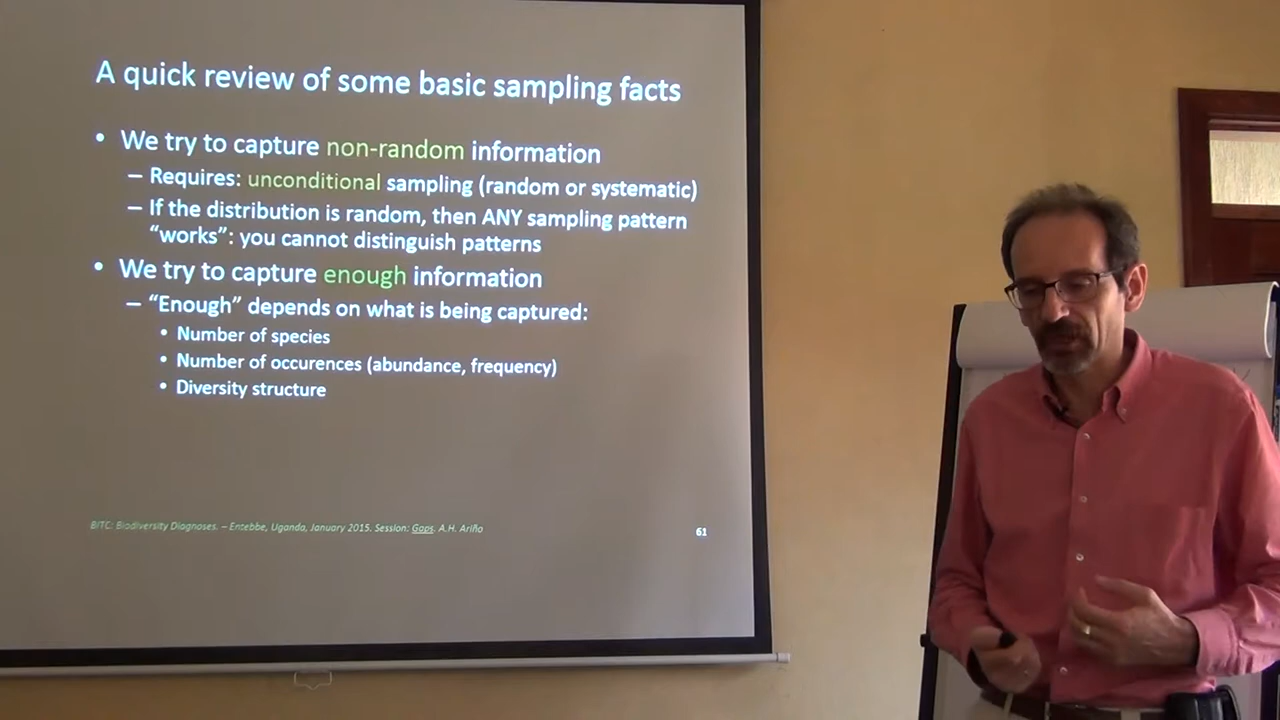 A quick review of some basic sampling facts
• We try to capture non-random information
– Requires: unconditional sampling (random or systematic)
– If the distribution is random, then ANY sampling pattern
“works”: you cannot distinguish patterns
• We try to capture enough information
– “Enough” depends on what is being captured:
• Number of species
• Number of occurences (abundance, frequency)
• Diversity structure
BITC: Biodiversity Diagnoses. – Entebbe, Uganda, January 2015. Session: Gaps. A.H. Ariño
61